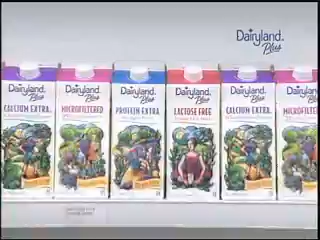 Dairyland
Plus
Dairyland
Plus
CALCIUM EXTRA
Dairyland
Plus
MICROFILTERED
Dairyland
Plus
PROTEIN EXTRA
Dairyland
Plus
LACTOSE FREE
Dairyland
Plus
CALCIUM EXTRA
Dairyland
Plus
MICROFILTERED